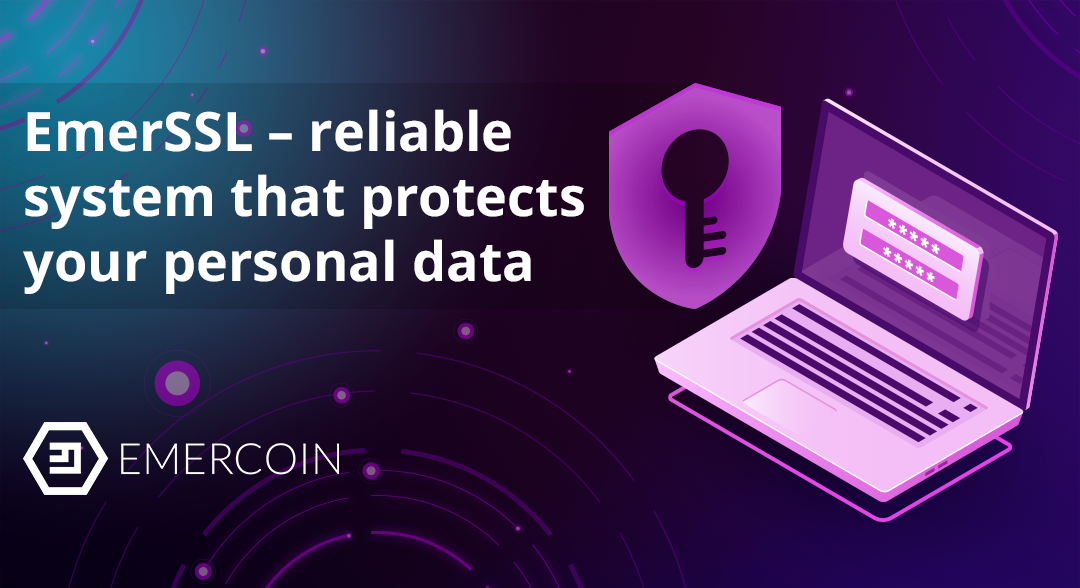 EmerSSL – reliable
system that protects
your personal data
*****
*****
EMERCOIN